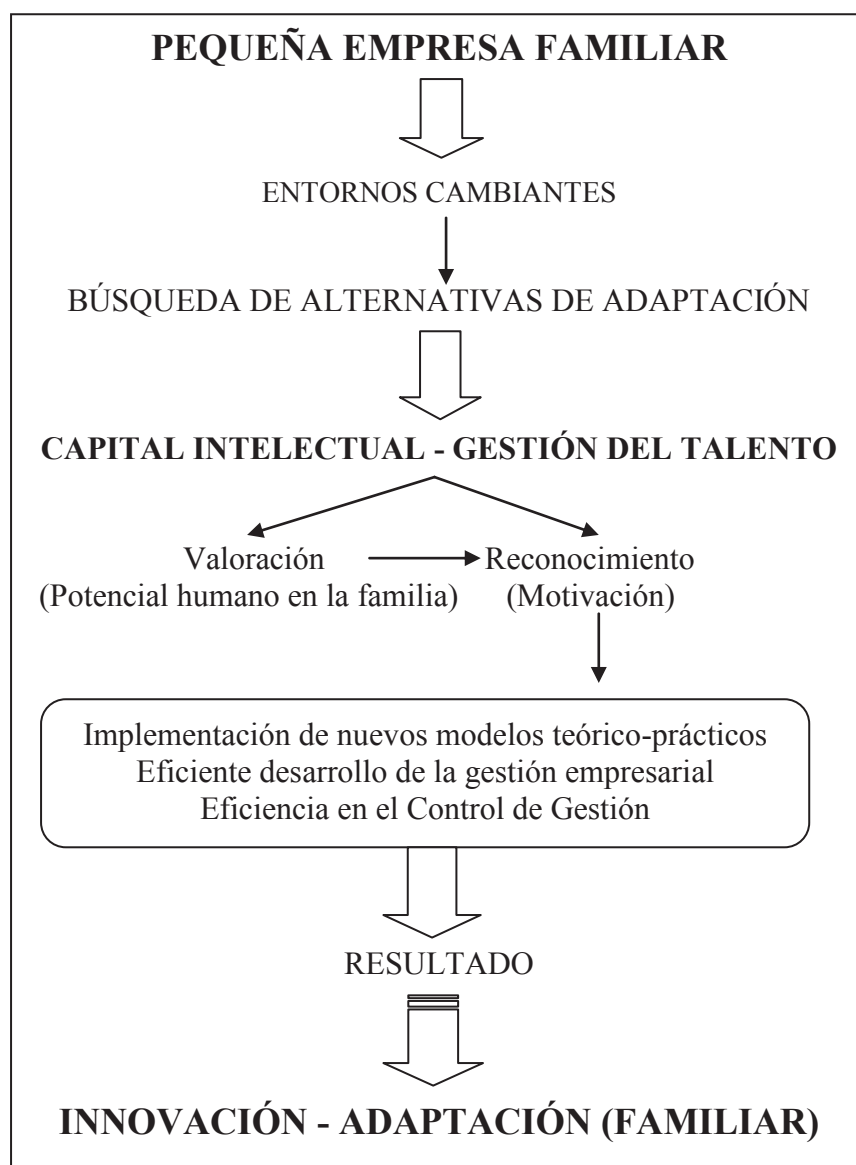 PEQUEÑA EMPRESA FAMILIAR
ENTORNOS CAMBIANTES
BÚSQUEDA DE ALTERNATIVAS DE ADAPTACIÓN
CAPITAL INTELECTUAL - GESTIÓN DEL TALENTO
Valoración
(Potencial humano en la familia)
Reconocimiento
(Motivación)
Implementación de nuevos modelos teórico-prácticos
Eficiente desarrollo de la gestión empresarial
Eficiencia en el Control de Gestión
RESULTADO
INNOVACIÓN - ADAPTACIÓN (FAMILIAR)